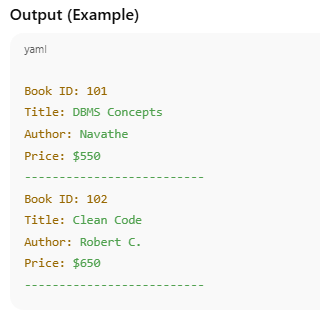 Output (Example)
yaml
Book ID: 101
Title: DBMS Concepts
Author: Navathe
Price: $550
--------------------------
Book ID: 102
Title: Clean Code
Author: Robert C.
Price: $650
--------------------------